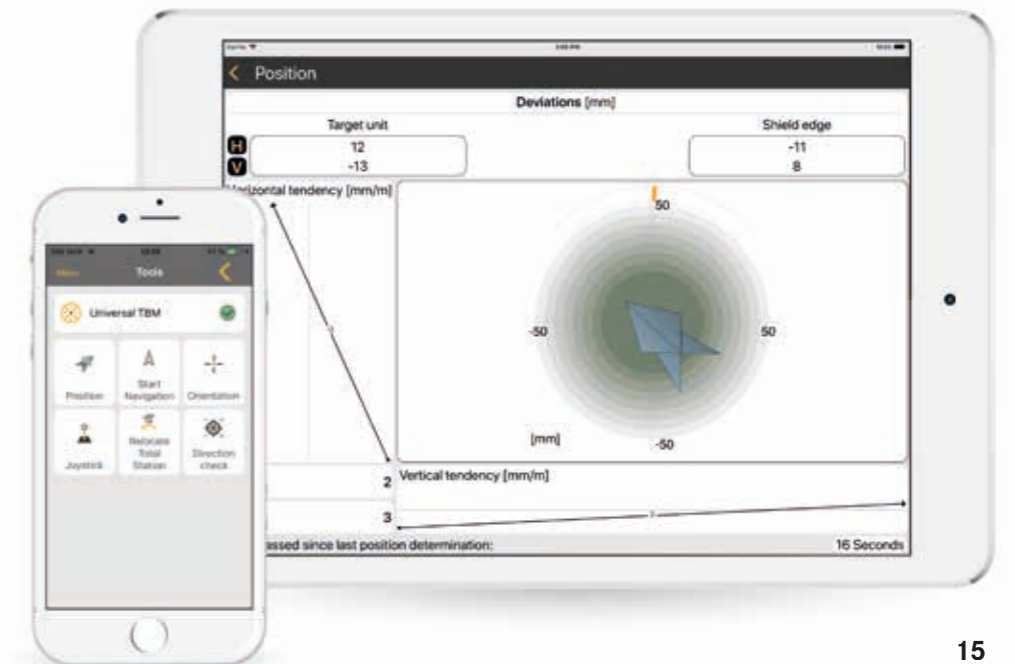 Position
Deviations [mm]
Target unit
Shield edge
H
12
-11
V
-13
8
Horizontal tendency [mm/m]
50
-50
50
[mm]
-50
2
Vertical tendency [mm/m]
3
assed since last position determination:
16 Seconds
Menu
Tools
Universal TBM
Position
Start
Navigation
Orientation
Joystick
Relocate
Total
Station
Direction
check
15